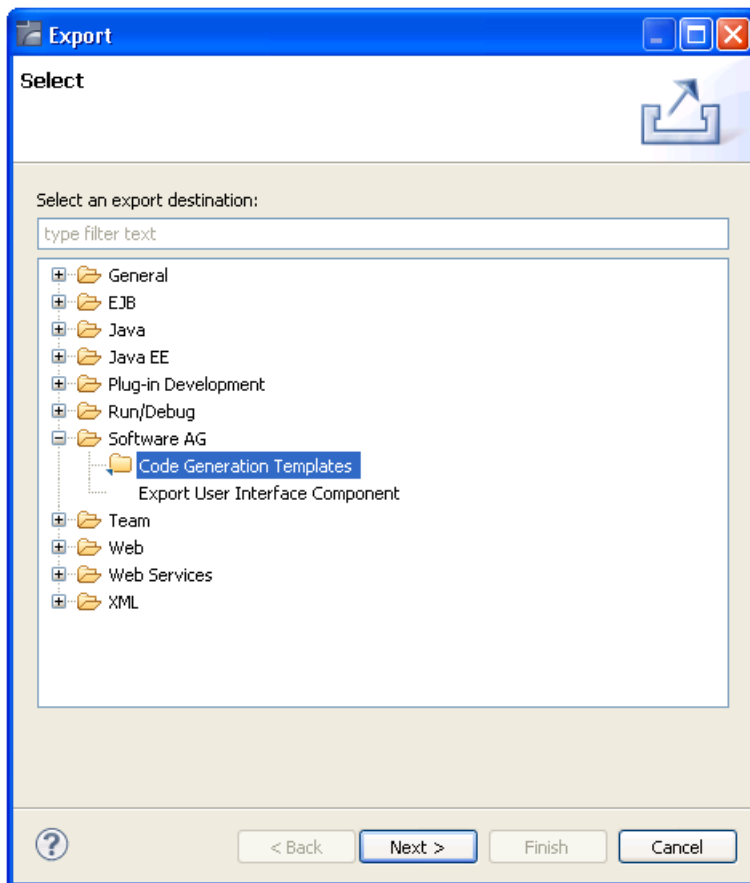 Export
Select
Select an export destination:
type filter text
General
EJB
Java
Java EE
Plug-in Development
Run/Debug
Software AG
Code Generation Templates
Export User Interface Component
Team
Web
Web Services
XML
? < Back Next > Finish Cancel